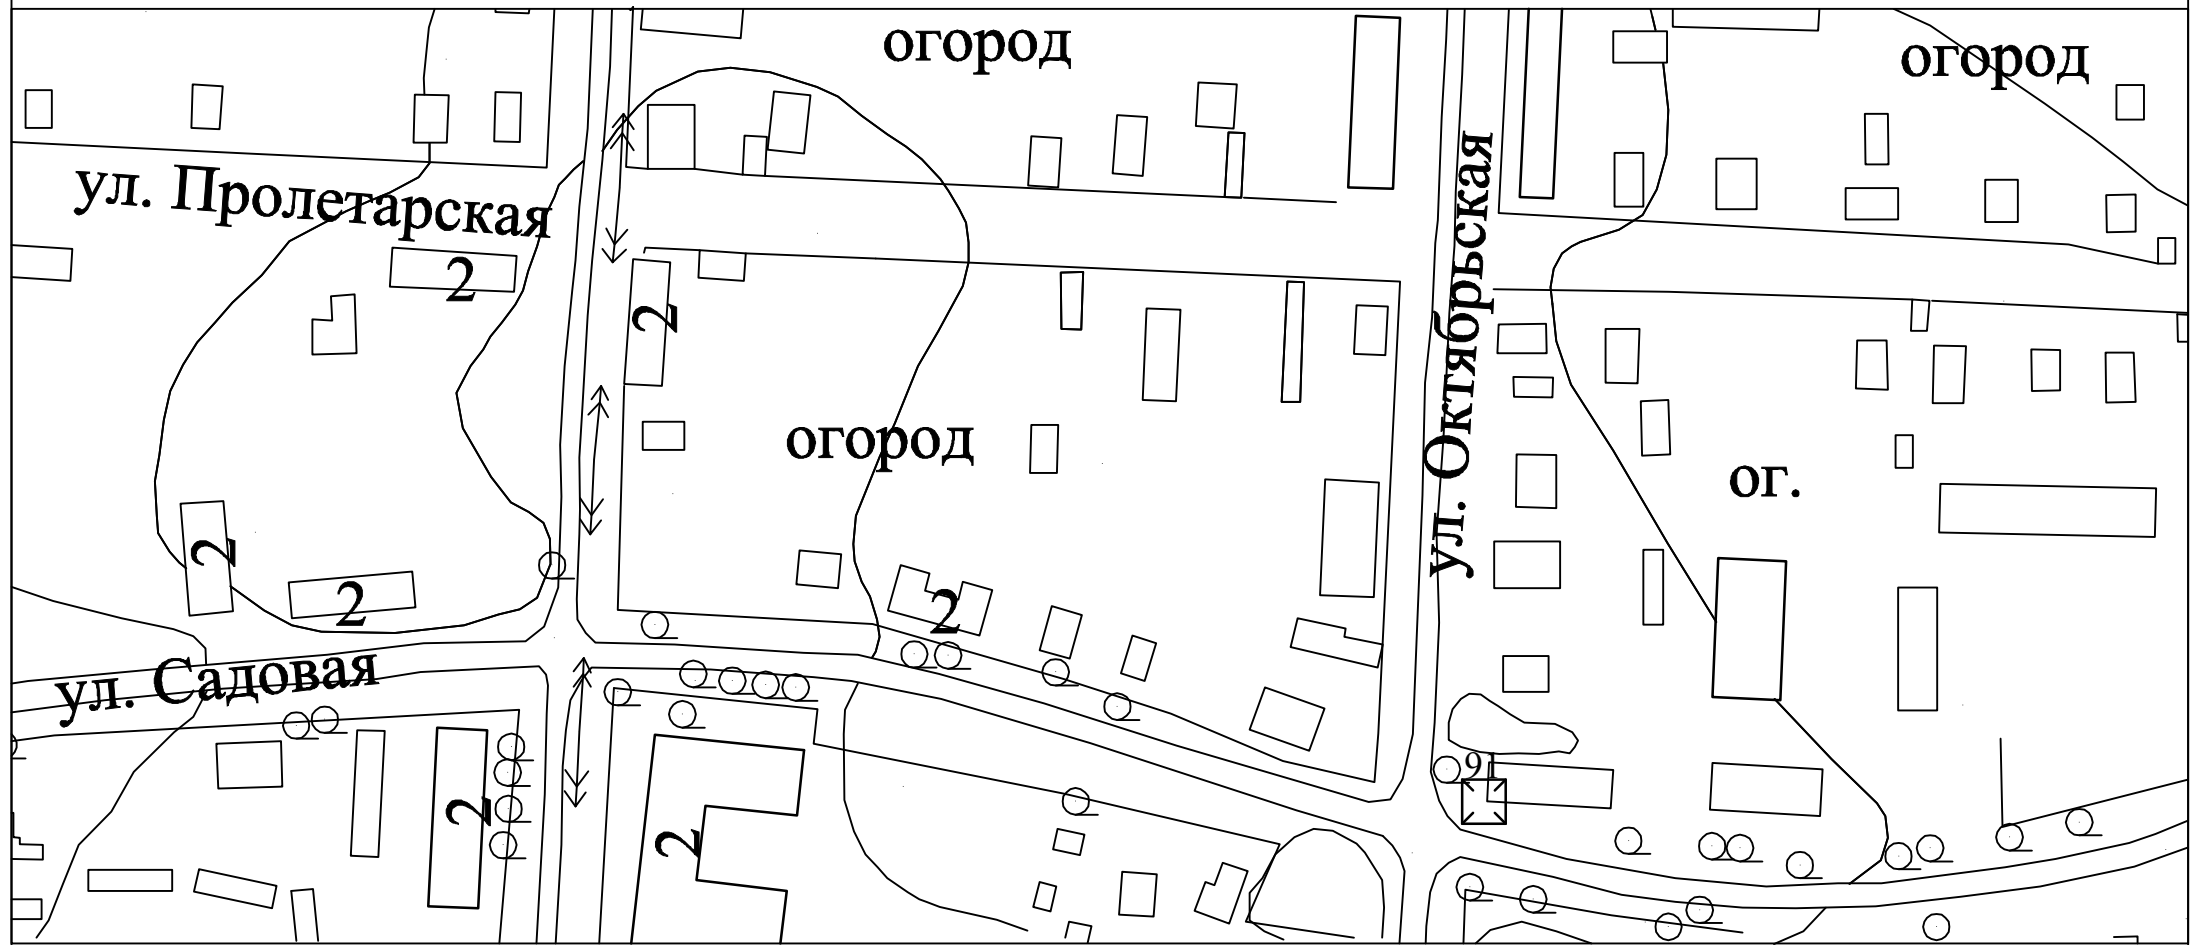 огород
огород
ул. Пролетарская
2
2
ул. Октябрьская
огород
ог.
2
2
2
ул. Садовая
91
2
2